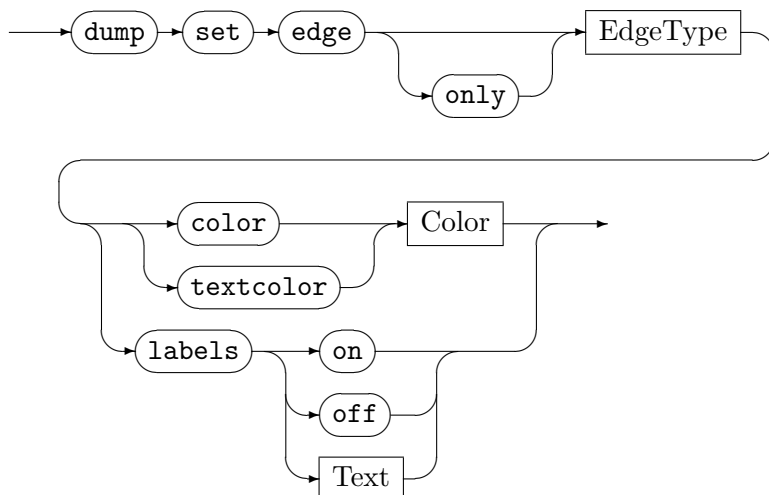 dump set edge EdgeType
only
color Color
textcolor
labels on
off
Text